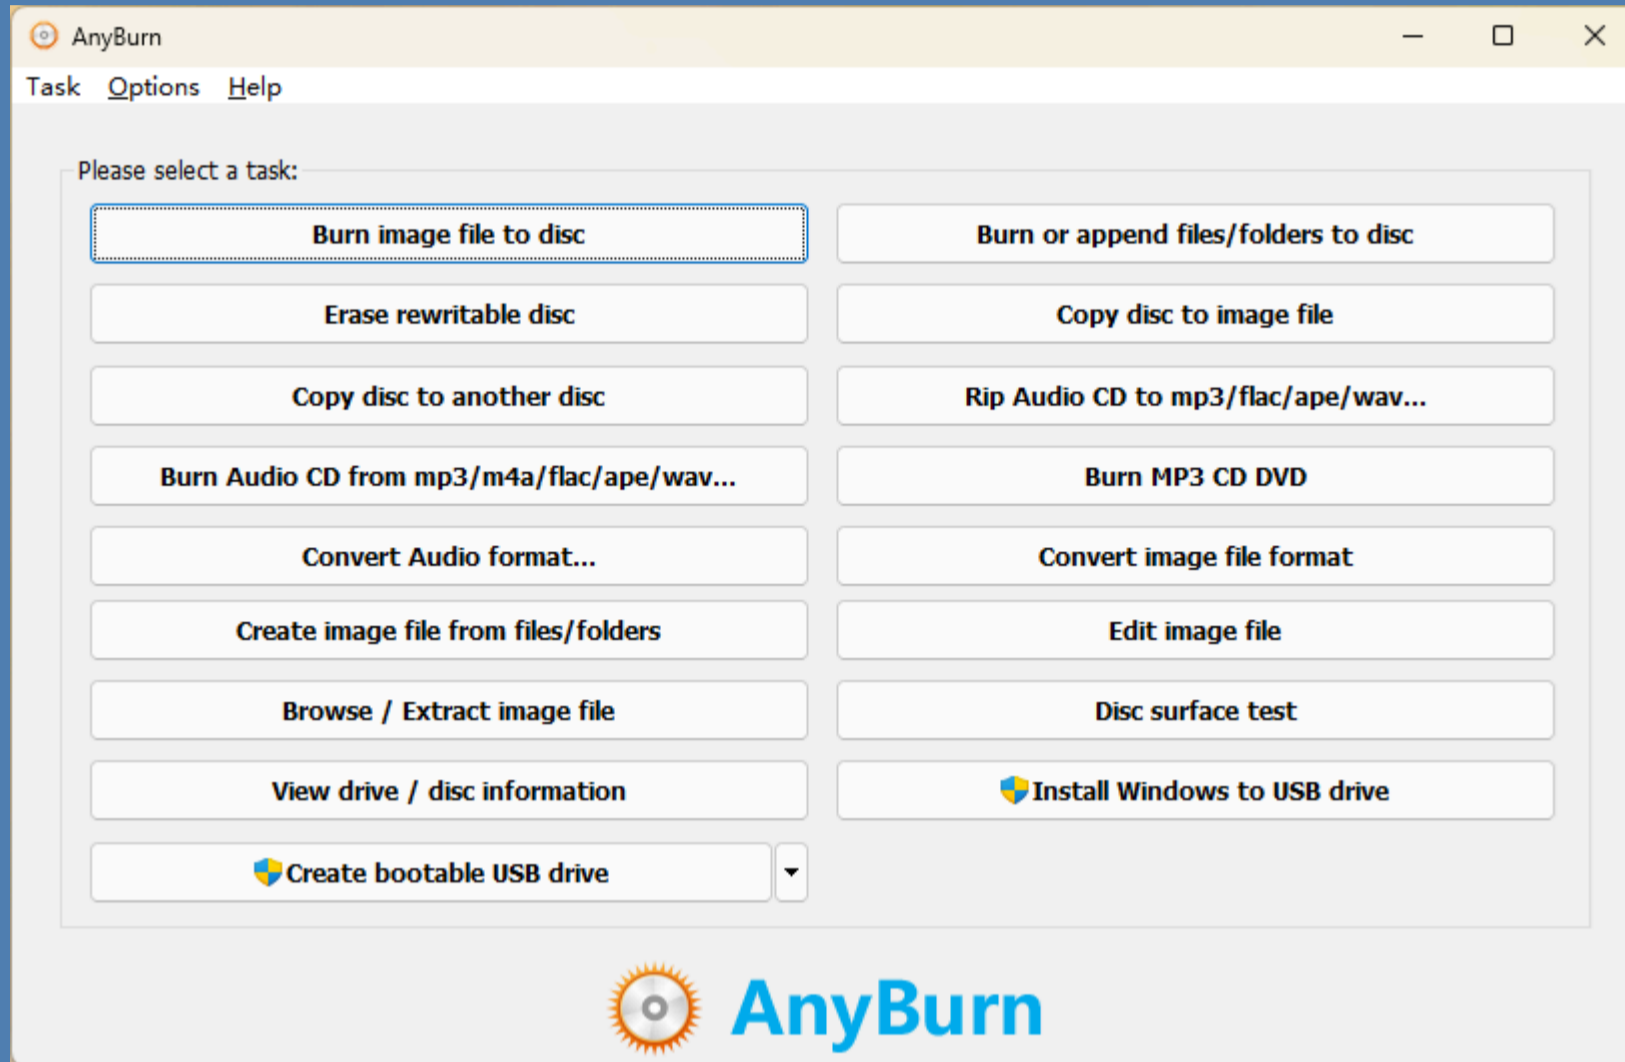 AnyBurn
Task Options Help
Please select a task:
Burn image file to disc
Burn or append files/folders to disc
Erase rewritable disc
Copy disc to image file
Copy disc to another disc
Rip Audio CD to mp3/flac/ape/wav...
Burn Audio CD from mp3/m4a/flac/ape/wav...
Burn MP3 CD DVD
Convert Audio format...
Convert image file format
Create image file from files/folders
Edit image file
Browse / Extract image file
Disc surface test
View drive / disc information
Install Windows to USB drive
Create bootable USB drive
AnyBurn